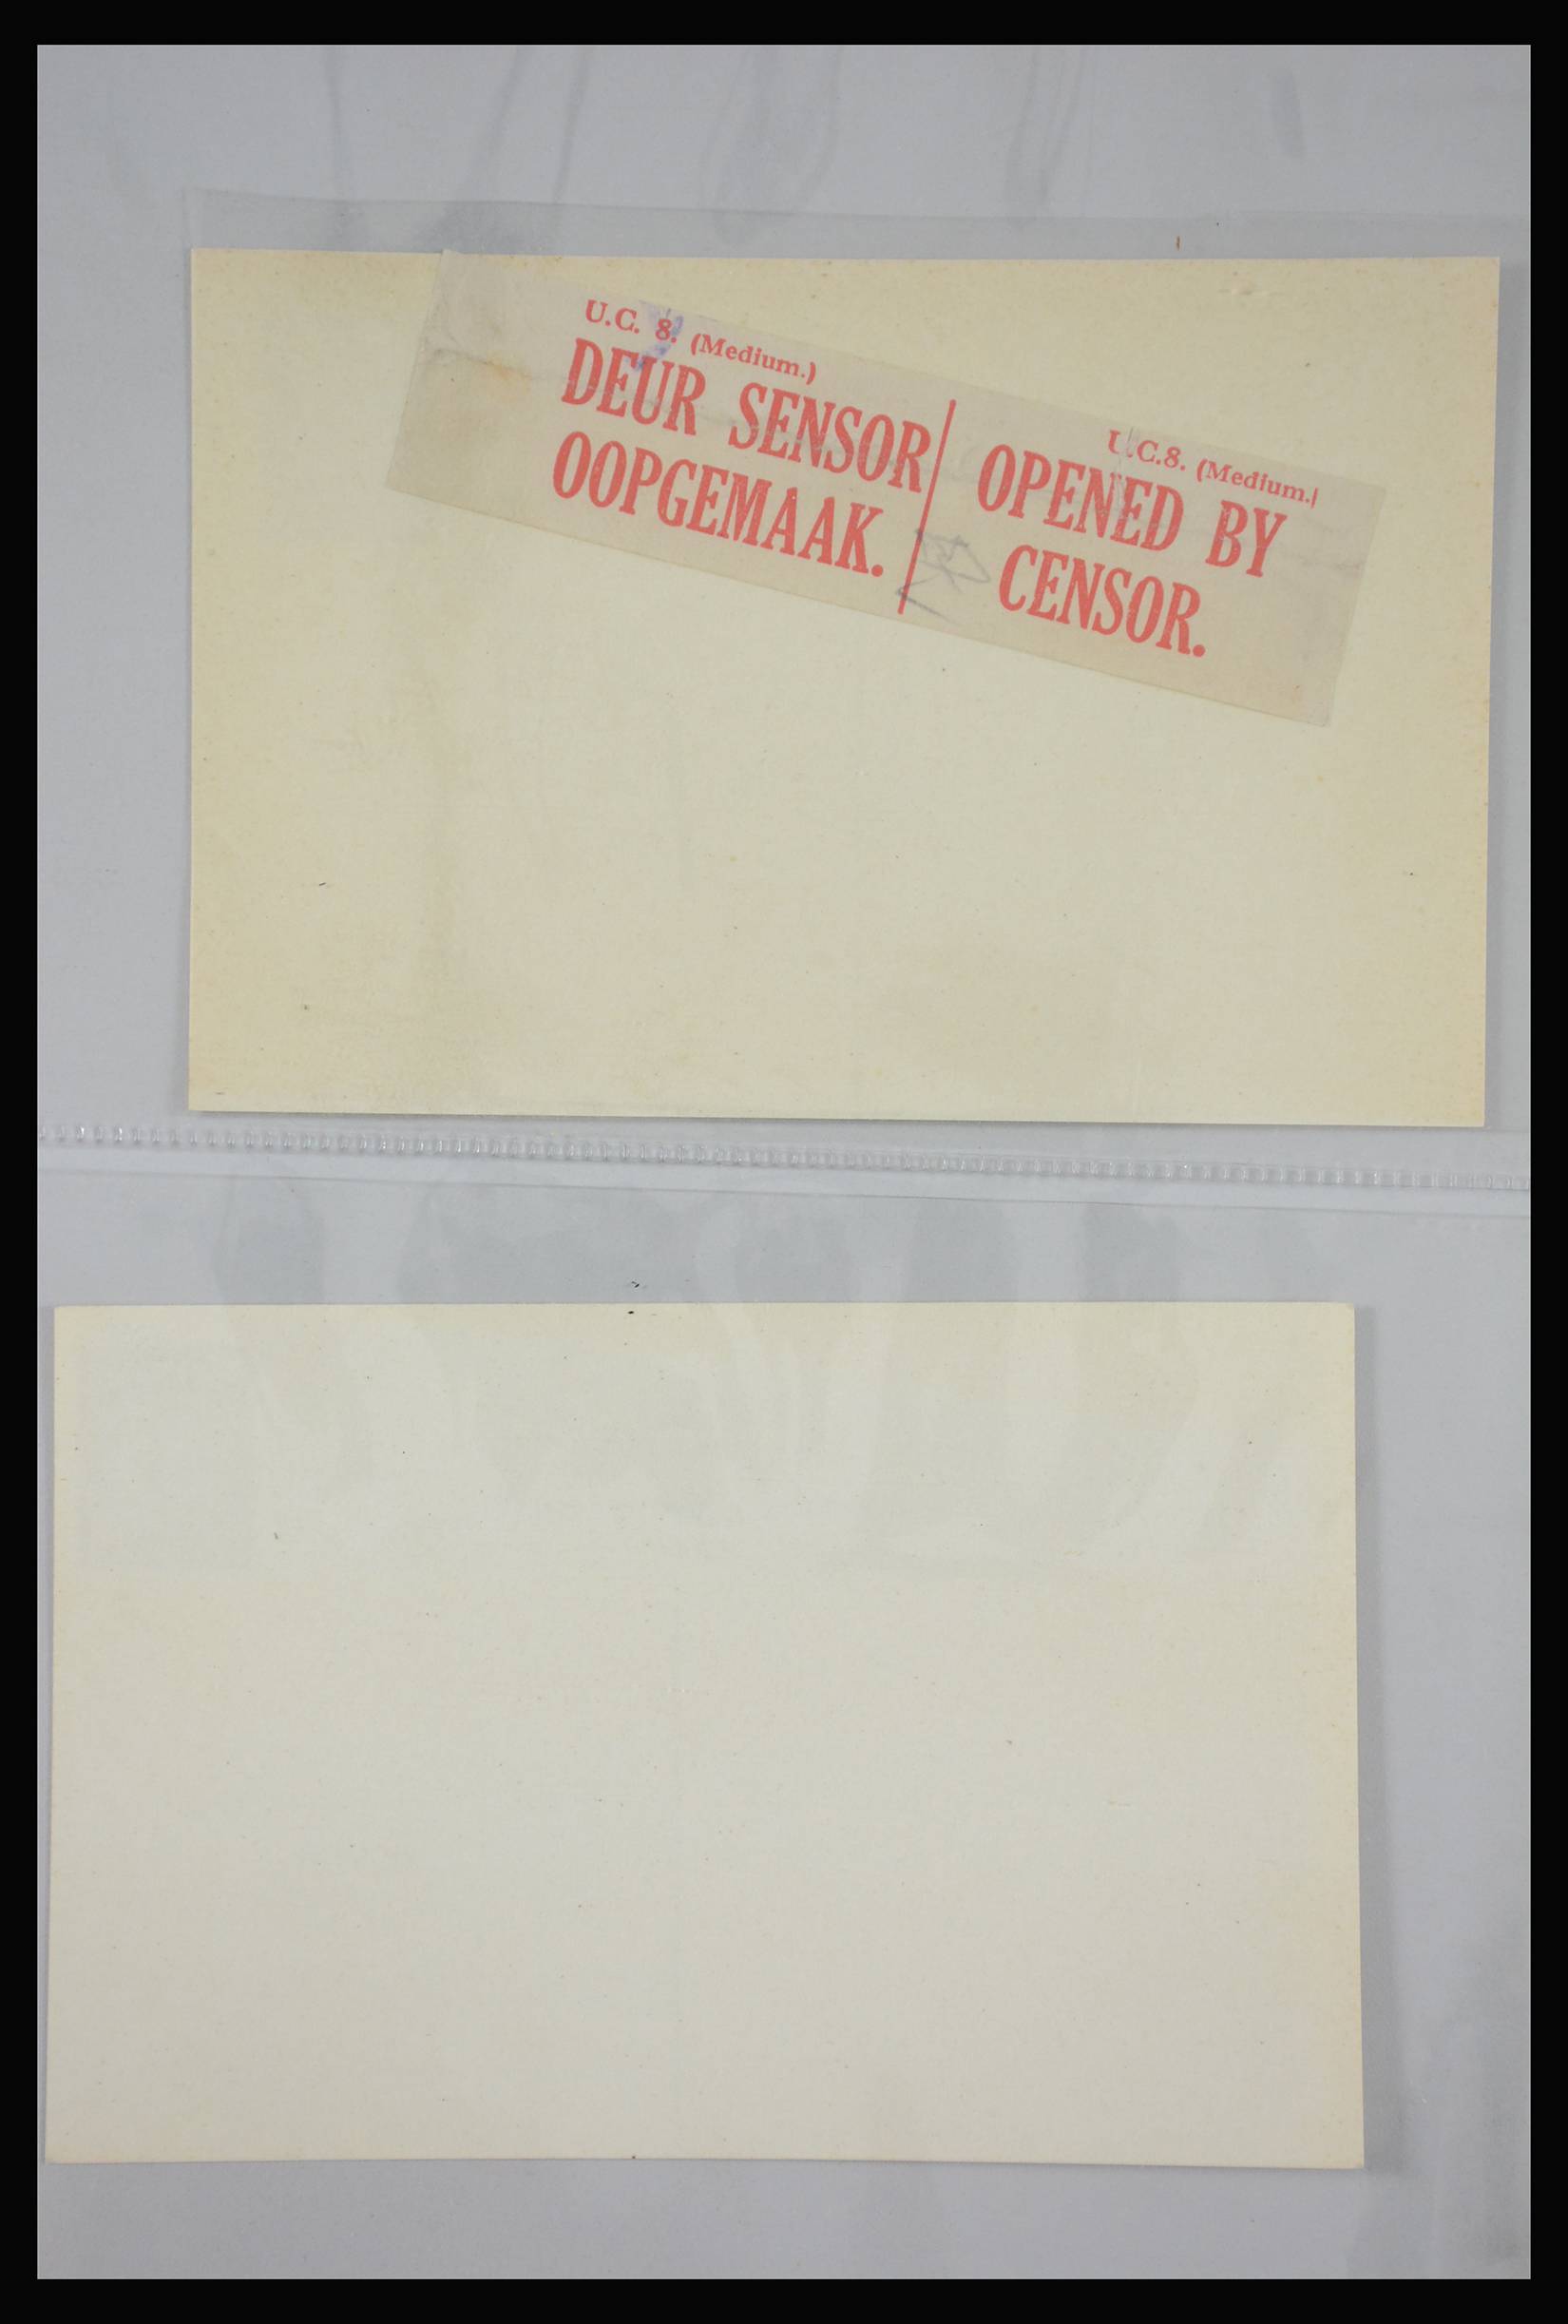 U.C. 8. (Medium.)
DEUR SENSOR
OOPGEMAAK.
U.C.8. (Medium.)
OPENED BY
CENSOR.